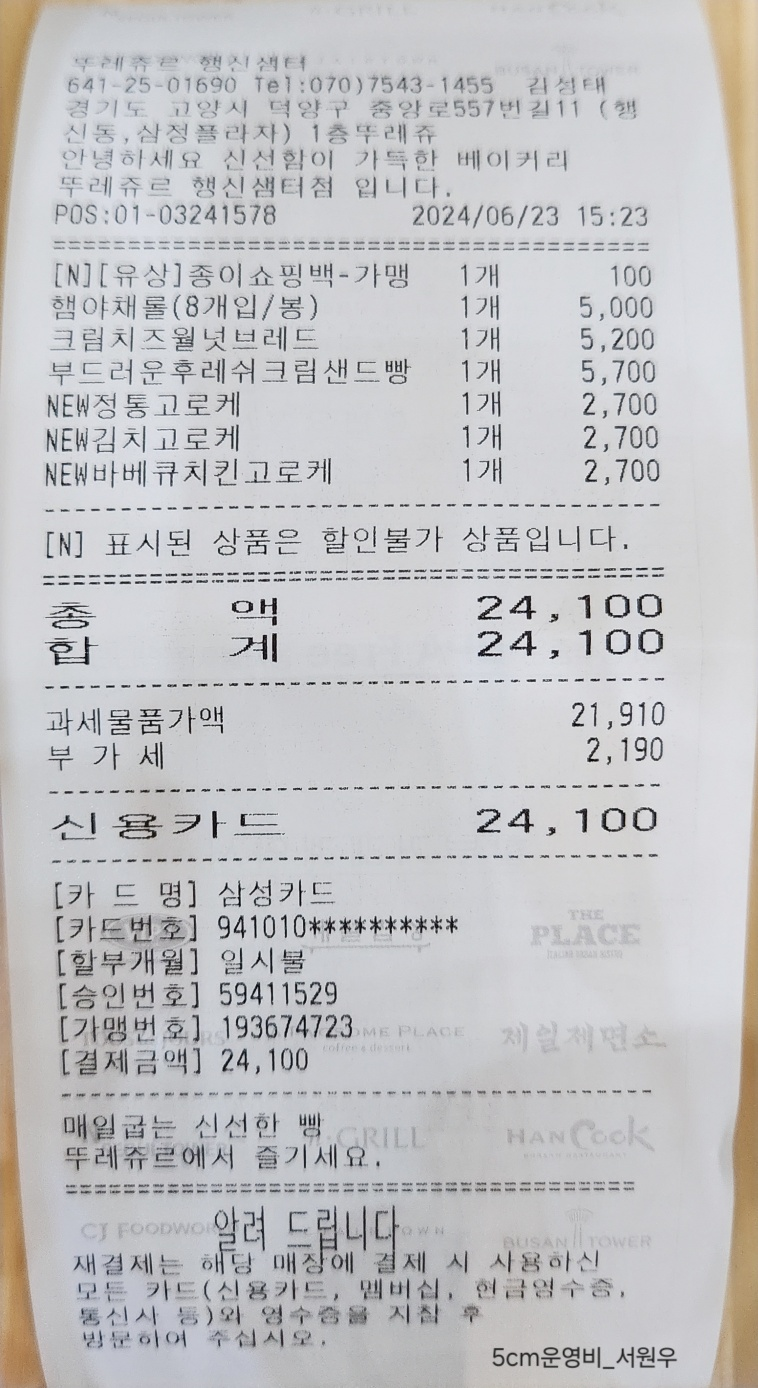 뚜레쥬르 행신샘터
641-25-01690 Tel:070)7543-1455 김성태
경기도 고양시 덕양구 중앙로557번길11 (행
신동,삼정플라자) 1층뚜레쥬
안녕하세요 신선함이 가득한 베이커리
뚜레쥬르 행신샘터점 입니다.
POS:01-03241578 2024/06/23 15:23
[N][유상]종이쇼핑백-가맹 1개 100
햄야채롤(8개입/봉) 1개 5,000
크림치즈월넛브레드 1개 5,200
부드러운후레쉬크림샌드빵 1개 5,700
NEW정통고로케 1개 2,700
NEW김치고로케 1개 2,700
NEW바베큐치킨고로케 1개 2,700
[N] 표시된 상품은 할인불가 상품입니다.
총 액 24,100
합 계 24,100
과세물품가액 21,910
부 가 세 2,190
신용카드 24,100
[카 드 명] 삼성카드
[카드번호] 941010**********
[할부개월] 일시불
[승인번호] 59411529
[가맹번호] 193674723
[결제금액] 24,100
THE
PLACE
제일제면소
매일굽는 신선한 빵
GRILL
HANCook
뚜레쥬르에서 즐기세요.
알려 드립니다
CJ FOODWOR
BUSAN TOWER
재결제는 해당 매장에 결제 시 사용하신
모든 카드(신용카드, 멤버십, 현금영수증,
통신사 등)와 영수증을 지참 후
방문하여 주십시오.
5cm운영비_서원우